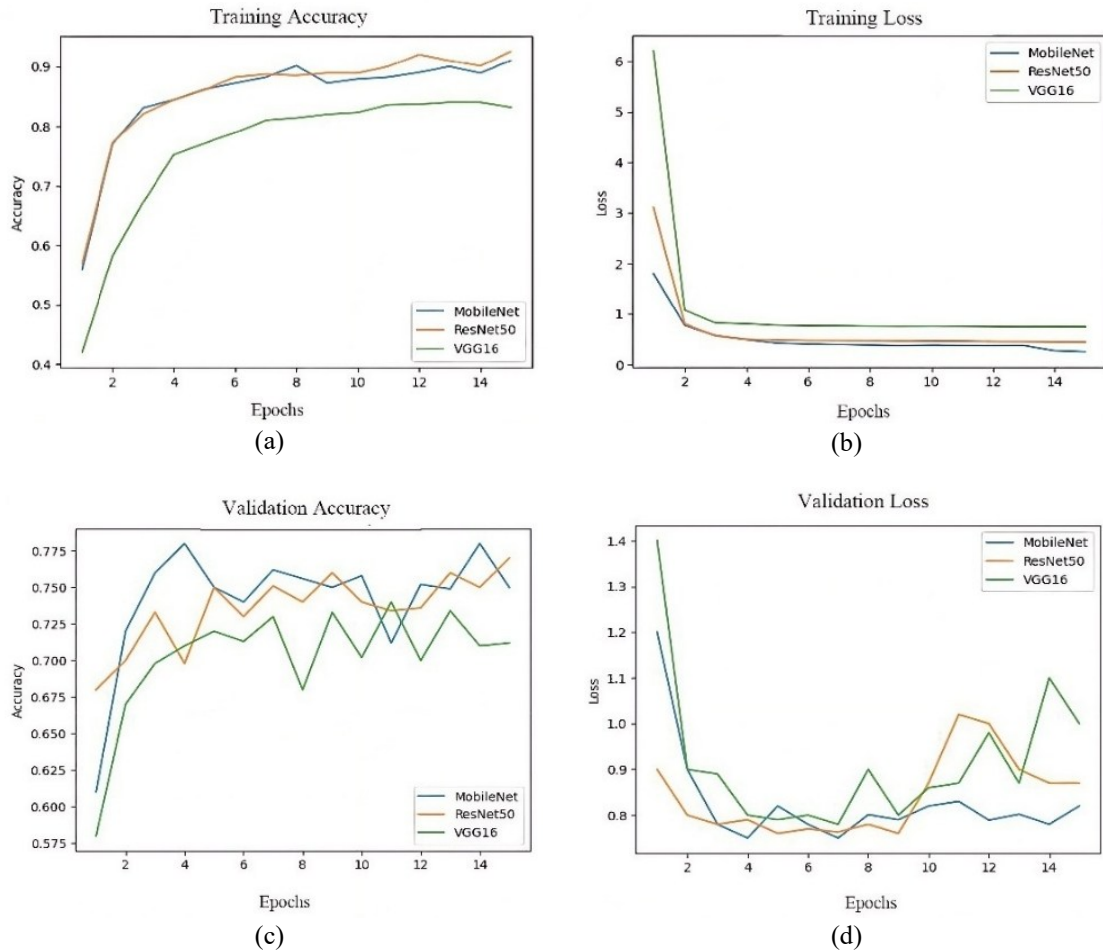 Training Accuracy
0.9
0.8
0.7
0.6
0.5
0.4
Accuracy
MobileNet
ResNet50
VGG16
2 4 6 8 10 12 14
Epochs
(a)
Training Loss
6
5
4
3
2
1
0
Loss
MobileNet
ResNet50
VGG16
2 4 6 8 10 12 14
Epochs
(b)
Validation Accuracy
0.775
0.750
0.725
0.700
0.675
0.650
0.625
0.600
0.575
Accuracy
MobileNet
ResNet50
VGG16
2 4 6 8 10 12 14
Epochs
(c)
Validation Loss
1.4
1.3
1.2
1.1
1.0
0.9
0.8
Loss
MobileNet
ResNet50
VGG16
2 4 6 8 10 12 14
Epochs
(d)